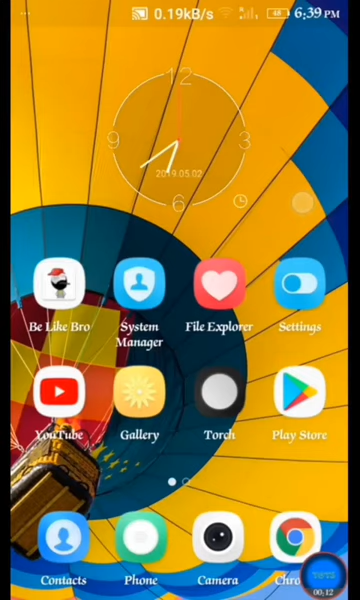 0.19kB/s 48 6:39 PM
12
9 3
2019.05.02
6
Be Like Bro System Manager File Explorer Settings
YouTube Gallery Torch Play Store
Contacts Phone Camera Chro
00:12